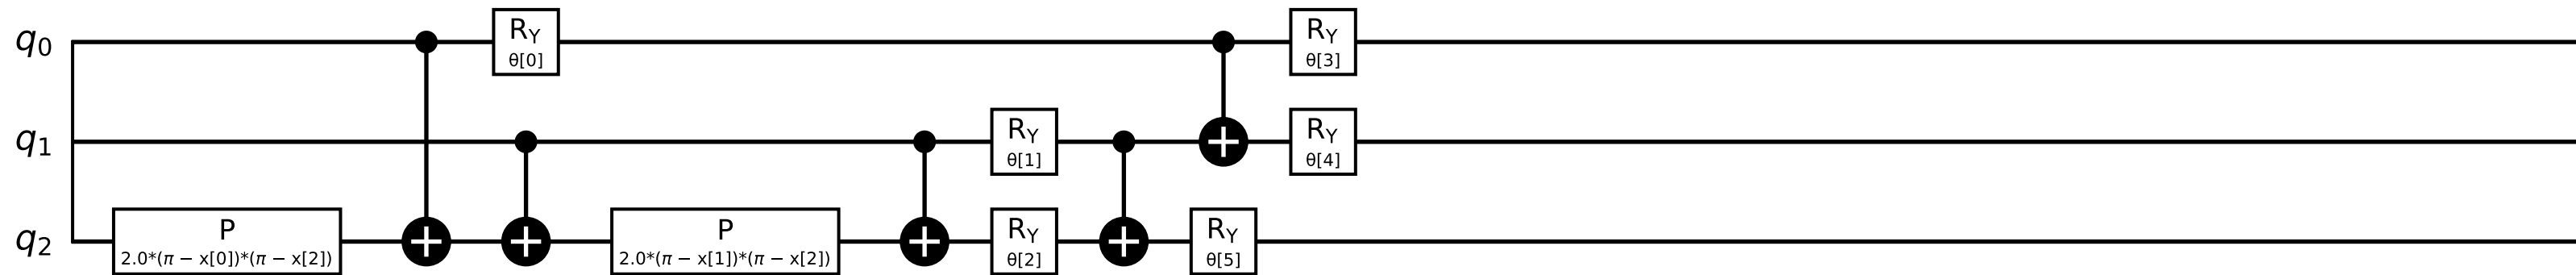 q0
RY
θ[0]
RY
θ[3]
q1
RY
θ[1]
RY
θ[4]
q2
P
2.0*(π − x[0])*(π − x[2])
P
2.0*(π − x[1])*(π − x[2])
RY
θ[2]
RY
θ[5]